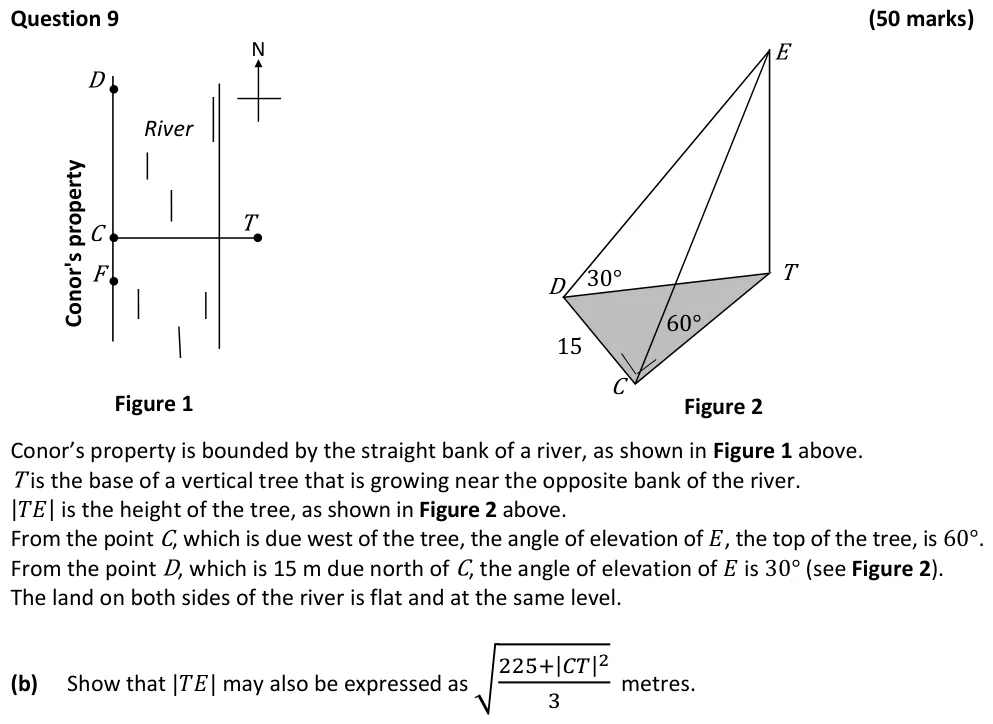 Question 9 (50 marks)
N
D
River
Conor's property
C
T
F
Figure 1
E
D
30°
T
60°
15
C
Figure 2
Conor’s property is bounded by the straight bank of a river, as shown in Figure 1 above.
T is the base of a vertical tree that is growing near the opposite bank of the river.
|TE| is the height of the tree, as shown in Figure 2 above.
From the point C, which is due west of the tree, the angle of elevation of E, the top of the tree, is 60°.
From the point D, which is 15 m due north of C, the angle of elevation of E is 30° (see Figure 2).
The land on both sides of the river is flat and at the same level.
(b) Show that |TE| may also be expressed as √((225+|CT|²)/3) metres.